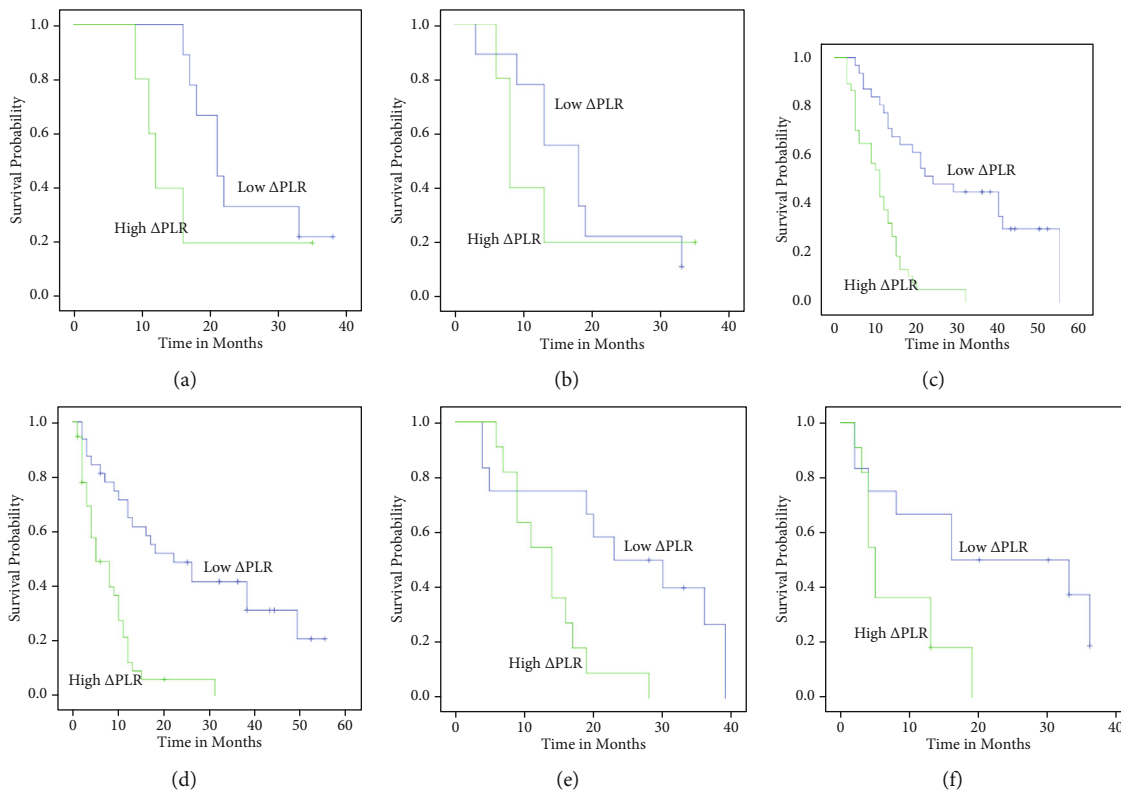 1.0
0.8
0.6
0.4
0.2
0.0
Survival Probability
Low ΔPLR
High ΔPLR
0 10 20 30 40
Time in Months
(a)
1.0
0.8
0.6
0.4
0.2
0.0
Survival Probability
Low ΔPLR
High ΔPLR
0 10 20 30 40
Time in Months
(b)
1.0
0.8
0.6
0.4
0.2
0.0
Survival Probability
Low ΔPLR
High ΔPLR
0 10 20 30 40 50 60
Time in Months
(c)
1.0
0.8
0.6
0.4
0.2
0.0
Survival Probability
Low ΔPLR
High ΔPLR
0 10 20 30 40 50 60
Time in Months
(d)
1.0
0.8
0.6
0.4
0.2
0.0
Survival Probability
Low ΔPLR
High ΔPLR
0 10 20 30 40
Time in Months
(e)
1.0
0.8
0.6
0.4
0.2
0.0
Survival Probability
Low ΔPLR
High ΔPLR
0 10 20 30 40
Time in Months
(f)